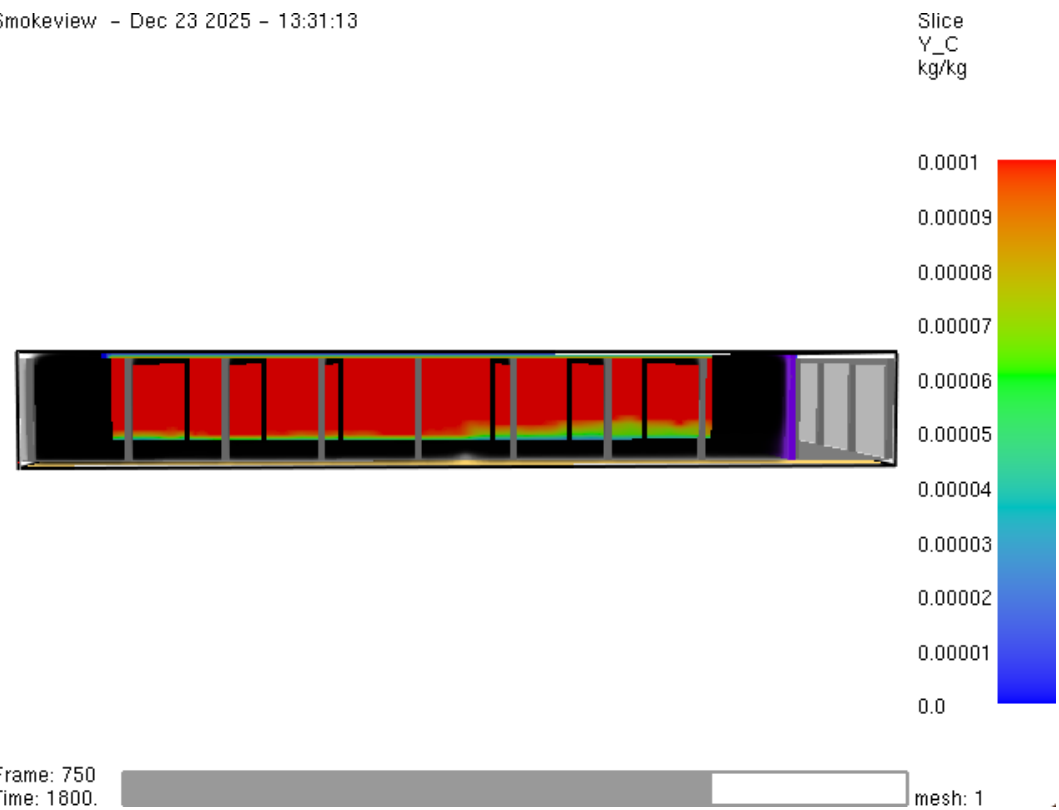 Smokeview - Dec 23 2025 - 13:31:13
Slice
Y_C
kg/kg
0.0001
0.00009
0.00008
0.00007
0.00006
0.00005
0.00004
0.00003
0.00002
0.00001
0.0
Frame: 750
Time: 1800.
mesh: 1